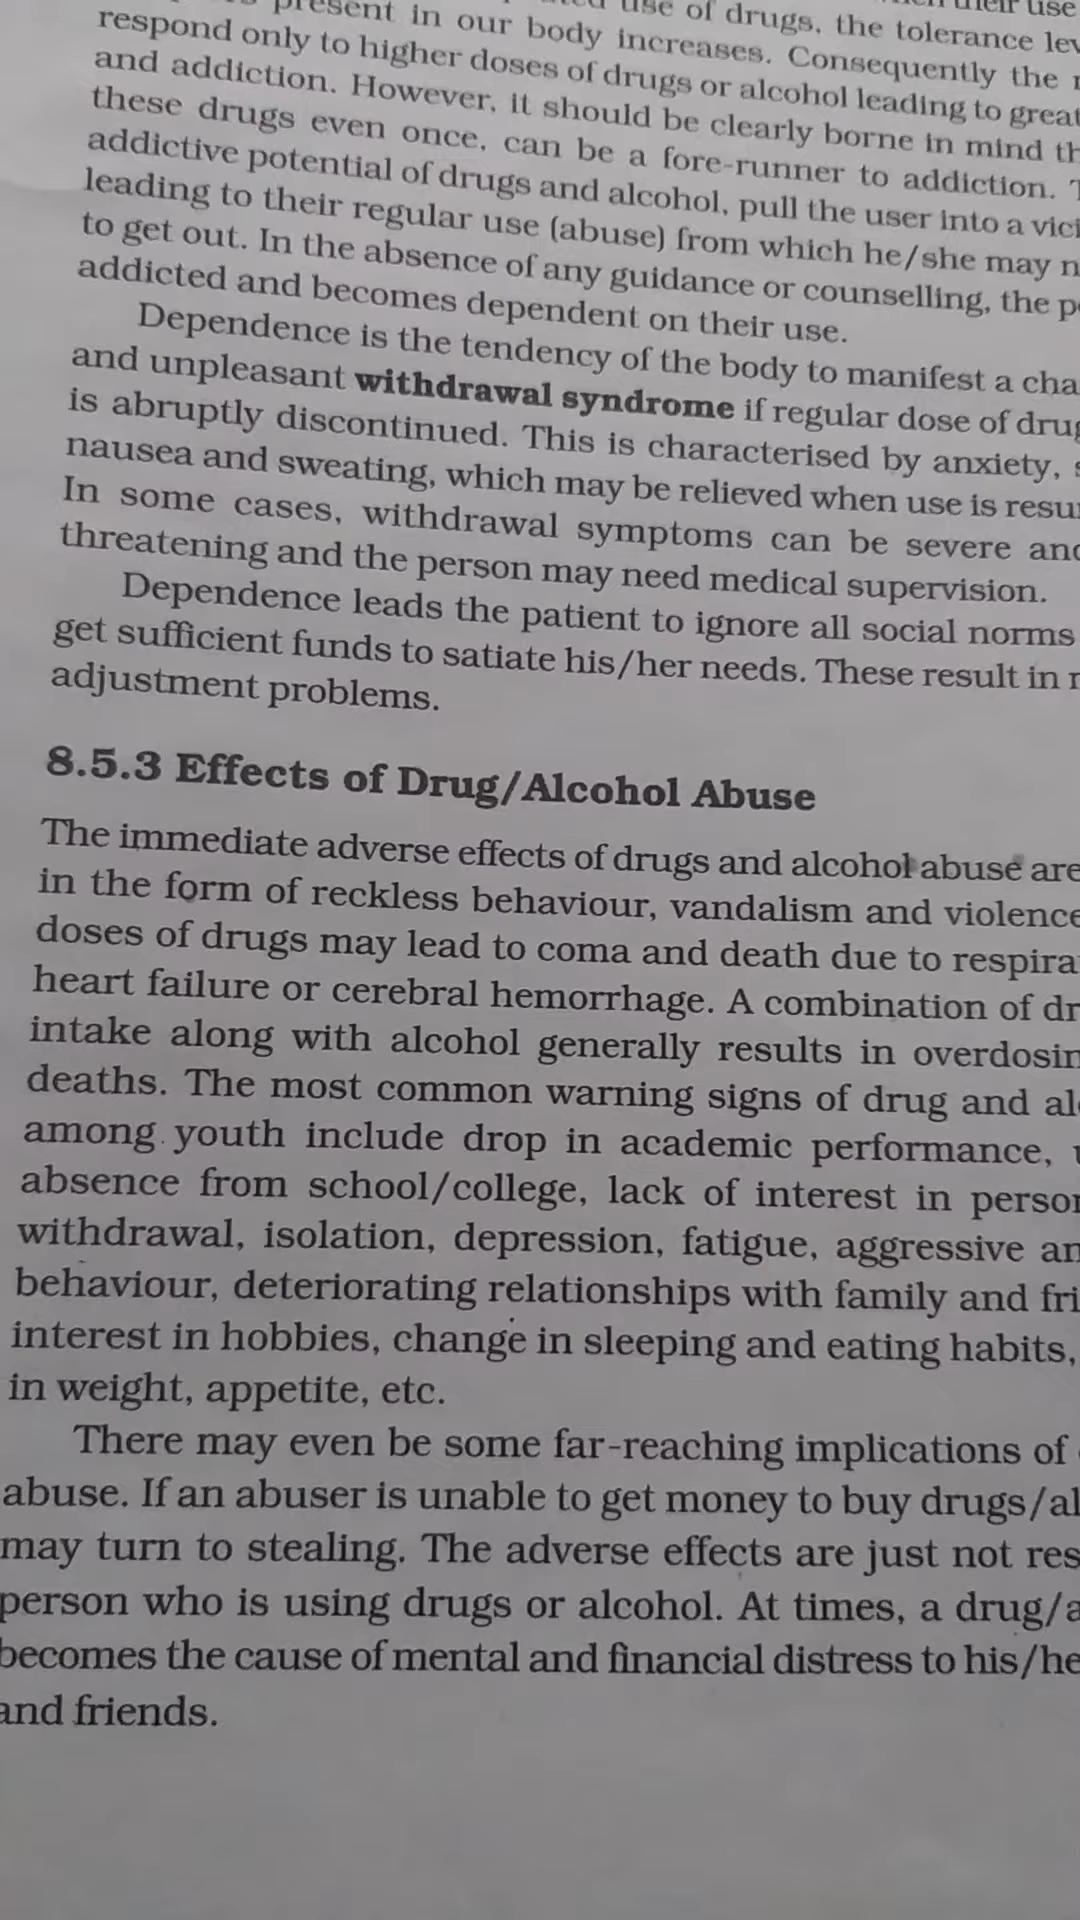 present in our body increases. Consequently the
use of drugs, the tolerance
respond only to higher doses of drugs or alcohol leading to great
and addiction. However, it should be clearly borne in mind th
these drugs even once, can be a fore-runner to addiction.
addictive potential of drugs and alcohol, pull the user into a vici
leading to their regular use (abuse) from which he/she may n
to get out. In the absence of any guidance or counselling, the p
addicted and becomes dependent on their use.
Dependence is the tendency of the body to manifest a cha
and unpleasant withdrawal syndrome if regular dose of drug
is abruptly discontinued. This is characterised by anxiety, s
nausea and sweating, which may be relieved when use is resu
In some cases, withdrawal symptoms can be severe and
threatening and the person may need medical supervision.
Dependence leads the patient to ignore all social norms
get sufficient funds to satiate his/her needs. These result in
adjustment problems.
8.5.3 Effects of Drug/Alcohol Abuse
The immediate adverse effects of drugs and alcohol abuse are
in the form of reckless behaviour, vandalism and violence
doses of drugs may lead to coma and death due to respira
heart failure or cerebral hemorrhage. A combination of dr
intake along with alcohol generally results in overdosin
deaths. The most common warning signs of drug and al
among youth include drop in academic performance,
absence from school/college, lack of interest in person
withdrawal, isolation, depression, fatigue, aggressive an
behaviour, deteriorating relationships with family and fri
interest in hobbies, change in sleeping and eating habits,
in weight, appetite, etc.
There may even be some far-reaching implications of
abuse. If an abuser is unable to get money to buy drugs/al
may turn to stealing. The adverse effects are just not res
person who is using drugs or alcohol. At times, a drug/a
becomes the cause of mental and financial distress to his/he
and friends.